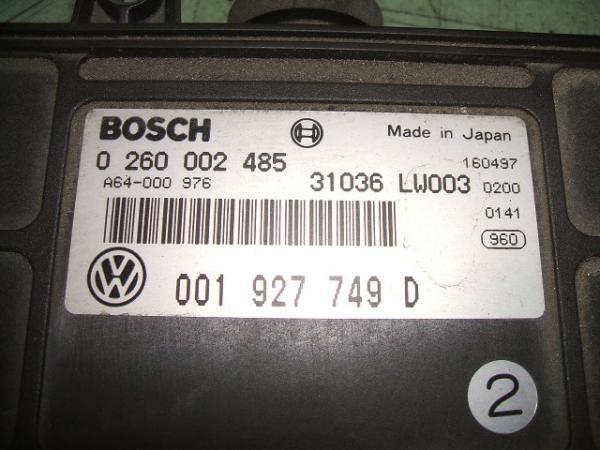 BOSCH
Made in Japan
0 260 002 485
160497
A64-000 976
31036 LW003
0200
0141
960
VW
001 927 749 D
2